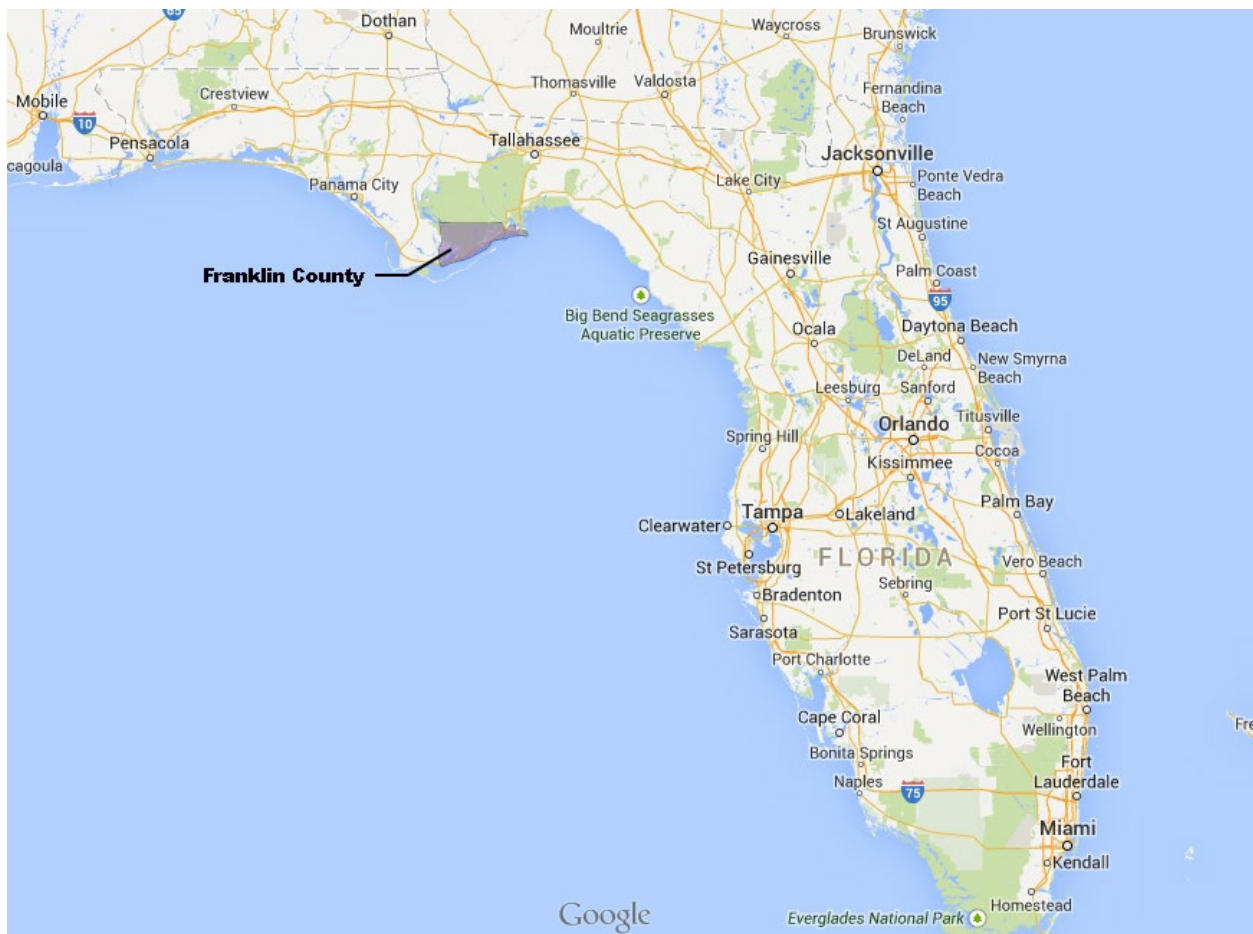 85
Dothan
Moultrie
Waycross
Brunswick
Mobile
10
Crestview
Thomasville
Valdosta
Fernandina
Beach
cagoula
Pensacola
Tallahassee
Jacksonville
Panama City
Lake City
Ponte Vedra
Beach
St Augustine
Franklin County
Gainesville
Palm Coast
95
Big Bend Seagrasses
Aquatic Preserve
Ocala
Daytona Beach
DeLand
New Smyrna
Beach
Leesburg
Sanford
Titusville
Orlando
Spring Hill
Cocoa
Kissimmee
Palm Bay
Clearwater
Tampa
Lakeland
St Petersburg
FLORIDA
Vero Beach
Sebring
Bradenton
Port St Lucie
Sarasota
Port Charlotte
West Palm
Beach
Cape Coral
Wellington
Fre
Bonita Springs
Fort
Lauderdale
Naples
75
Miami
Kendall
Homestead
Google
Everglades National Park